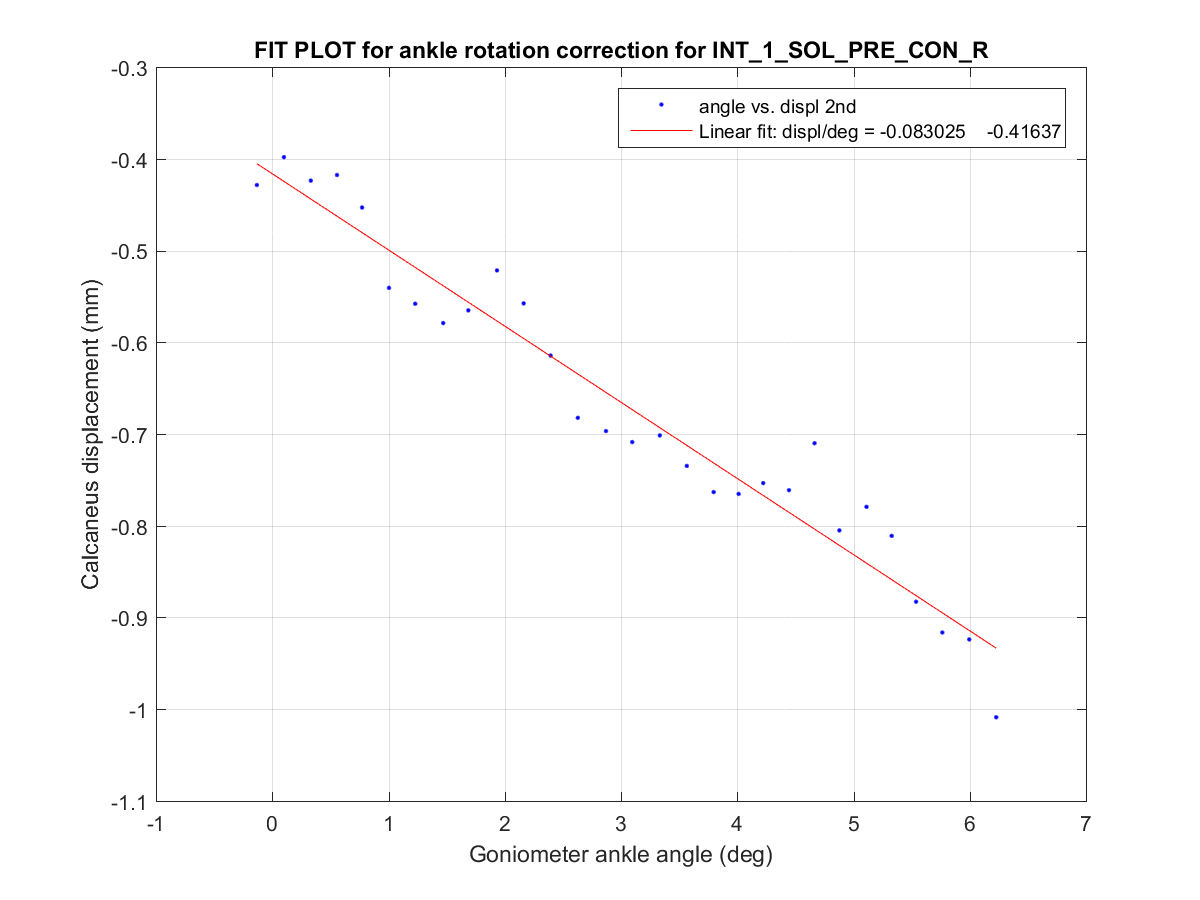 FIT PLOT for ankle rotation correction for INT_1_SOL_PRE_CON_R
angle vs. displ 2nd
Linear fit: displ/deg = -0.083025 -0.41637
-0.3
-0.4
-0.5
-0.6
-0.7
-0.8
-0.9
-1
-1.1
Calcaneus displacement (mm)
-1 0 1 2 3 4 5 6 7
Goniometer ankle angle (deg)